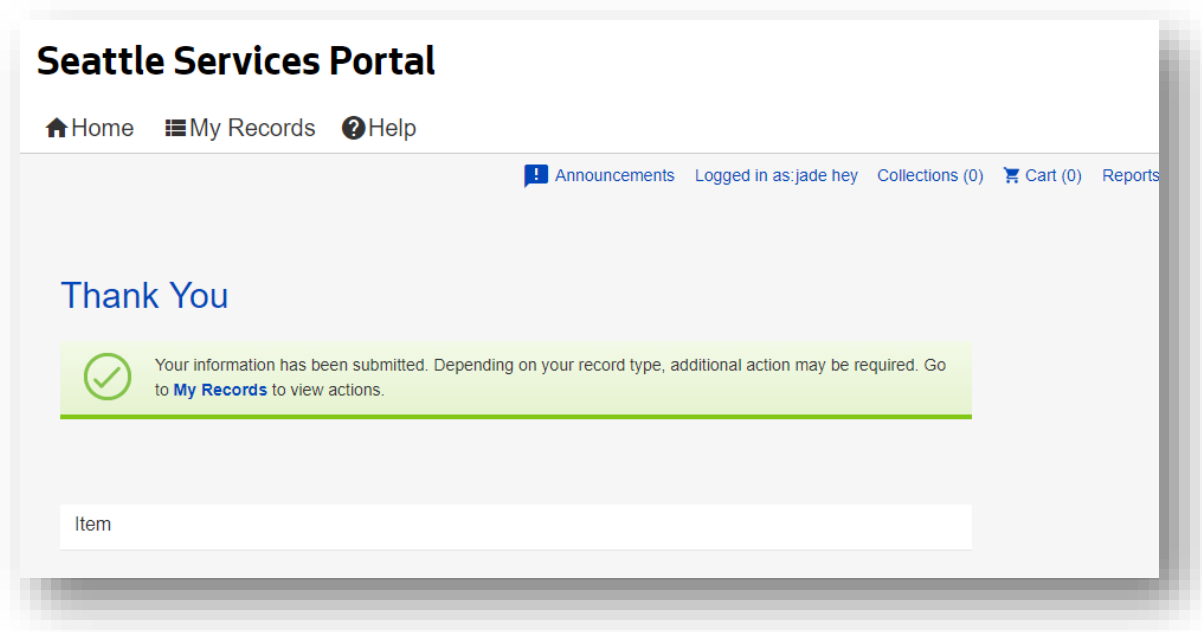 Seattle Services Portal
Home My Records Help
Announcements Logged in as:jade hey Collections (0) Cart (0) Reports
Thank You
Your information has been submitted. Depending on your record type, additional action may be required. Go
to My Records to view actions.
Item